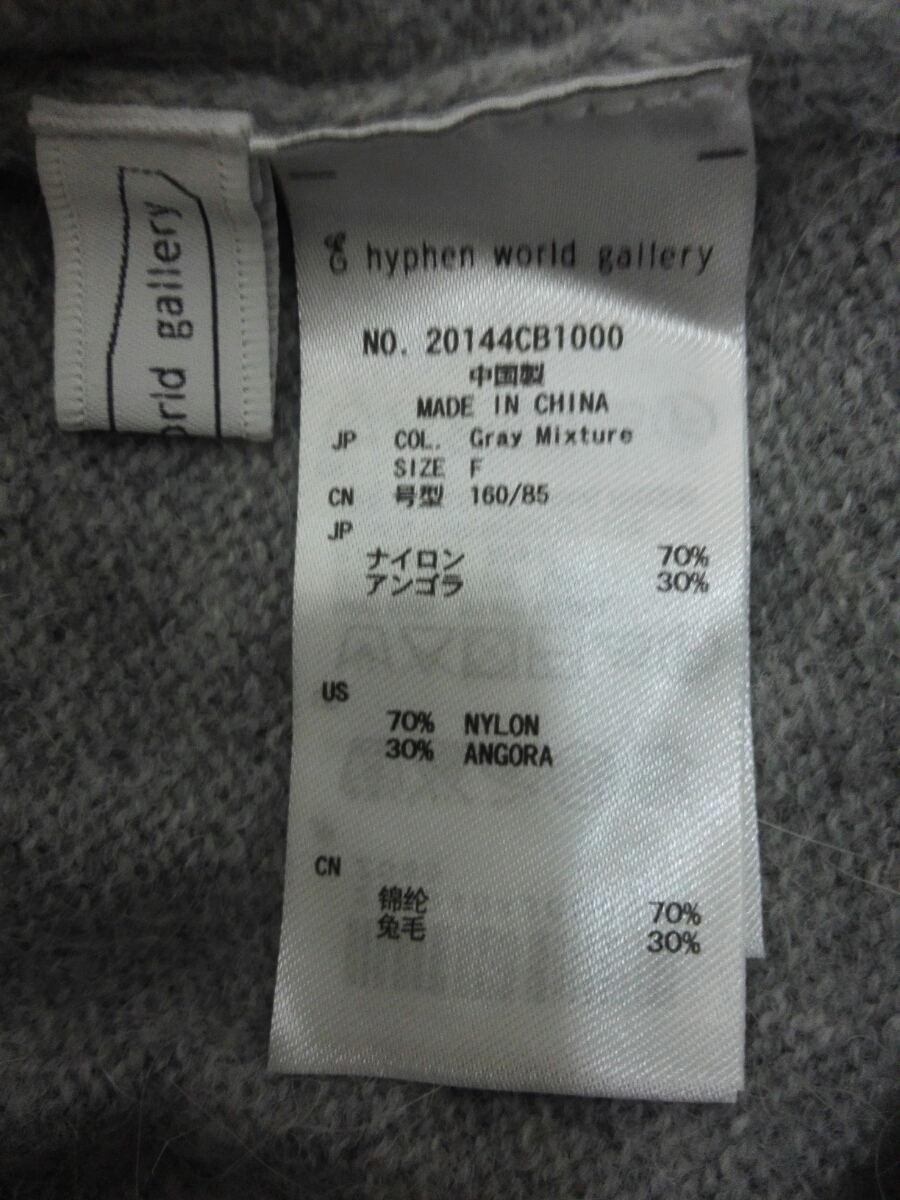 orld gallery
hyphen world gallery
NO. 20144CB1000
中国製
MADE IN CHINA
JP COL. Gray Mixture
SIZE F
CN 号型 160/85
JP
ナイロン 70%
アンゴラ 30%
US
70% NYLON
30% ANGORA
CN
锦纶 70%
兔毛 30%